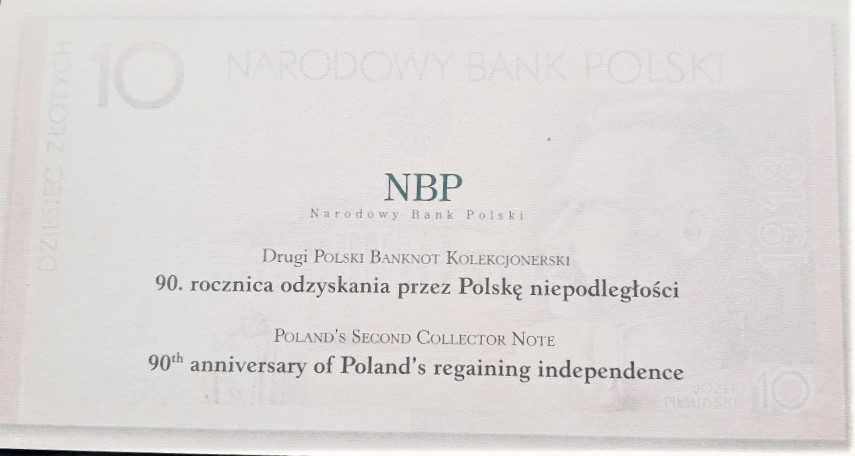 10
NARODOWY BANK POLSKI
DZIESIĘĆ ZŁOTYCH
NBP
Narodowy Bank Polski
Drugi POLSKI BANKNOT KOLEKCJONERSKI
90. rocznica odzyskania przez Polskę niepodległości
POLAND'S SECOND COLLECTOR NOTE
90th anniversary of Poland's regaining independence
1918
JÓZEF
PIŁSUDSKI
10